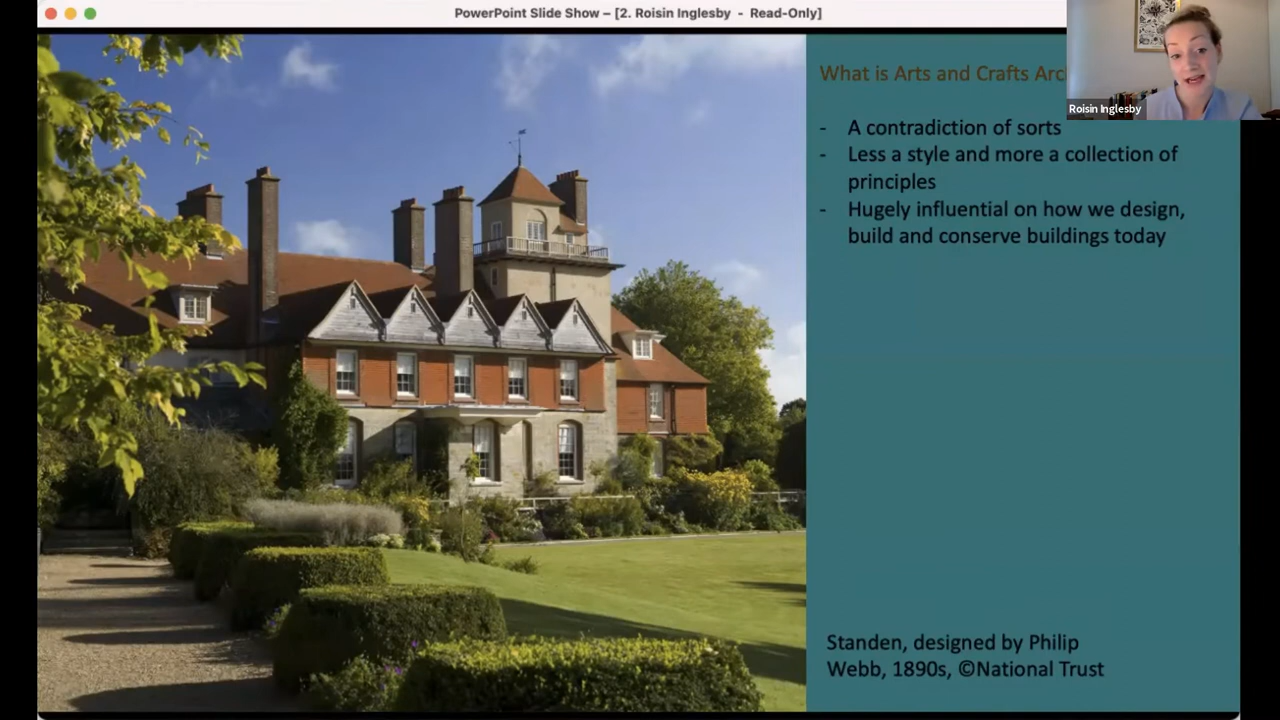 PowerPoint Slide Show – [2. Roisin Inglesby - Read-Only]
What is Arts and Crafts
Roisin Inglesby
- A contradiction of sorts
- Less a style and more a collection of
principles
- Hugely influential on how we design,
build and conserve buildings today
Standen, designed by Philip
Webb, 1890s, ©National Trust